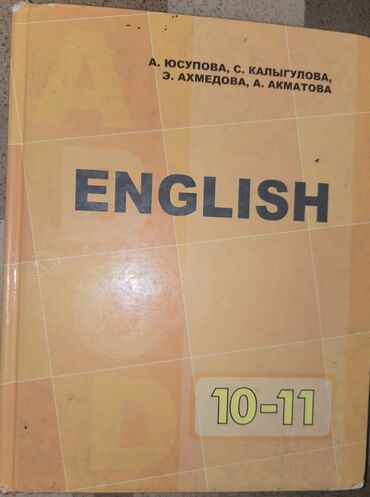 А. ЮСУПОВА, С. КАЛЫГУЛОВА,
Э. АХМЕДОВА, А. АКМАТОВА
A
B
C
D
ENGLISH
10-11